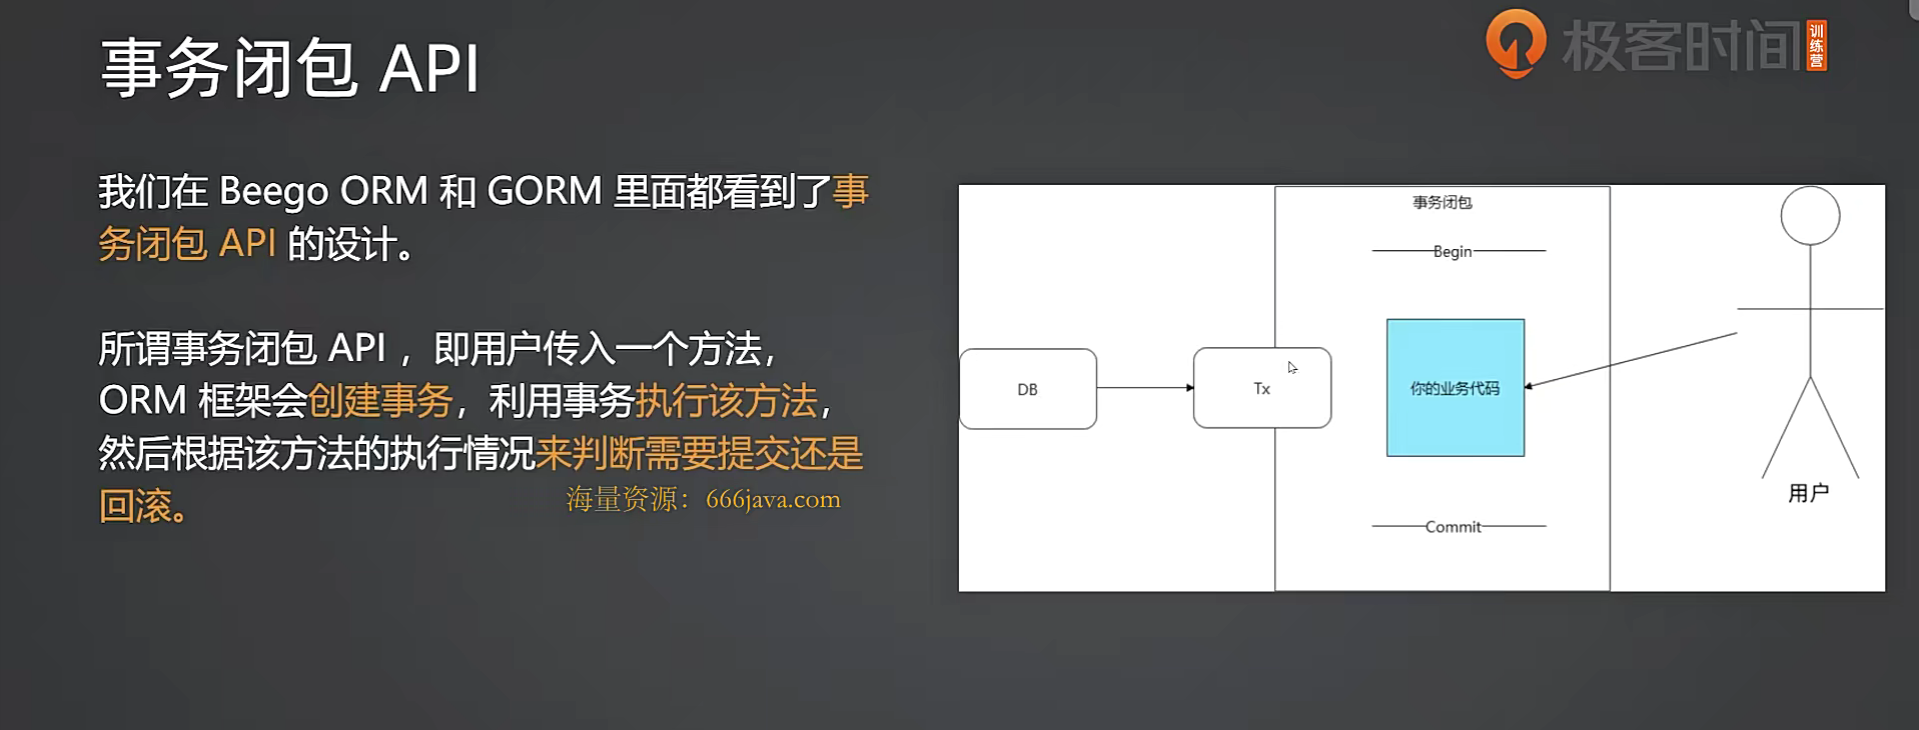 事务闭包 API
极客时间 训练营
我们在 Beego ORM 和 GORM 里面都看到了事
务闭包 API 的设计。
所谓事务闭包 API ，即用户传入一个方法，
ORM 框架会创建事务，利用事务执行该方法，
然后根据该方法的执行情况来判断需要提交还是
回滚。
海量资源：666java.com
事务闭包
Begin
DB
Tx
你的业务代码
用户
Commit